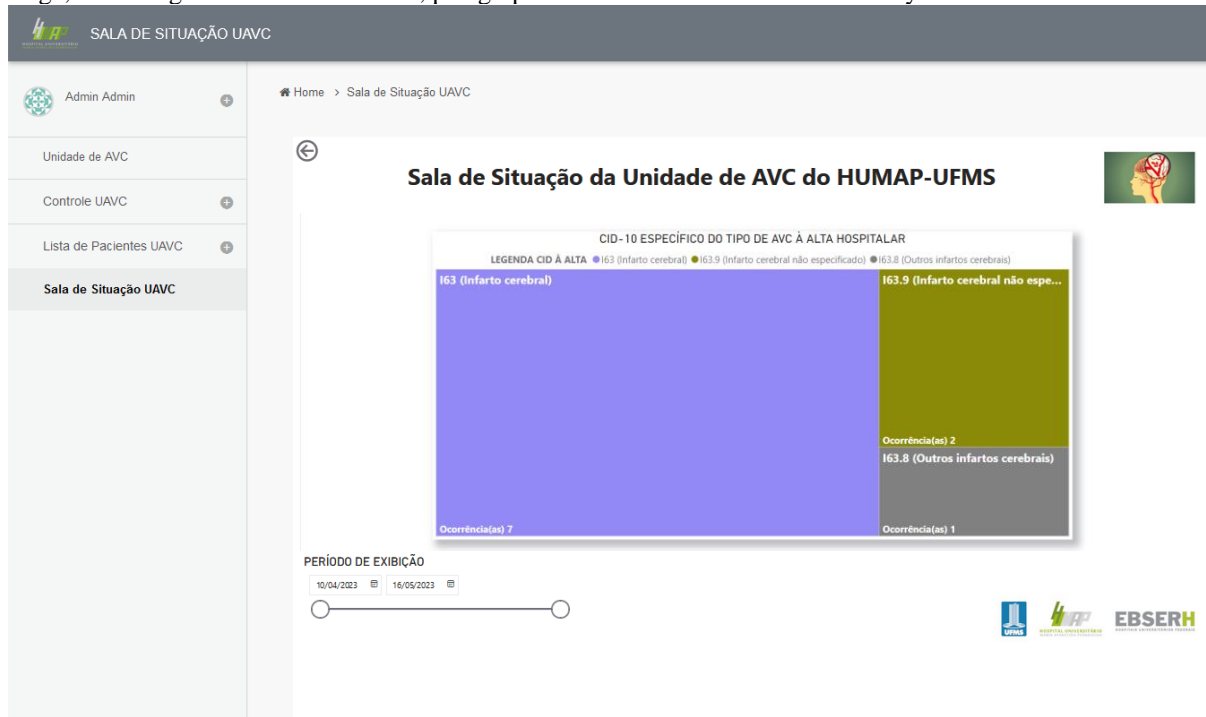 SALA DE SITUAÇÃO UAVC
Admin Admin
Home > Sala de Situação UAVC
Unidade de AVC
Controle UAVC
Lista de Pacientes UAVC
Sala de Situação UAVC
Sala de Situação da Unidade de AVC do HUMAP-UFMS
CID-10 ESPECÍFICO DO TIPO DE AVC À ALTA HOSPITALAR
LEGENDA CID À ALTA I63 (Infarto cerebral) I63.9 (Infarto cerebral não especificado) I63.8 (Outros infartos cerebrais)
I63 (Infarto cerebral)
Ocorrência(as) 7
I63.9 (Infarto cerebral não espe...
Ocorrência(as) 2
I63.8 (Outros infartos cerebrais)
Ocorrência(as) 1
PERÍODO DE EXIBIÇÃO
10/04/2023 16/05/2023
UFMS
EBSERH
HOSPITAIS UNIVERSITÁRIOS FEDERAIS